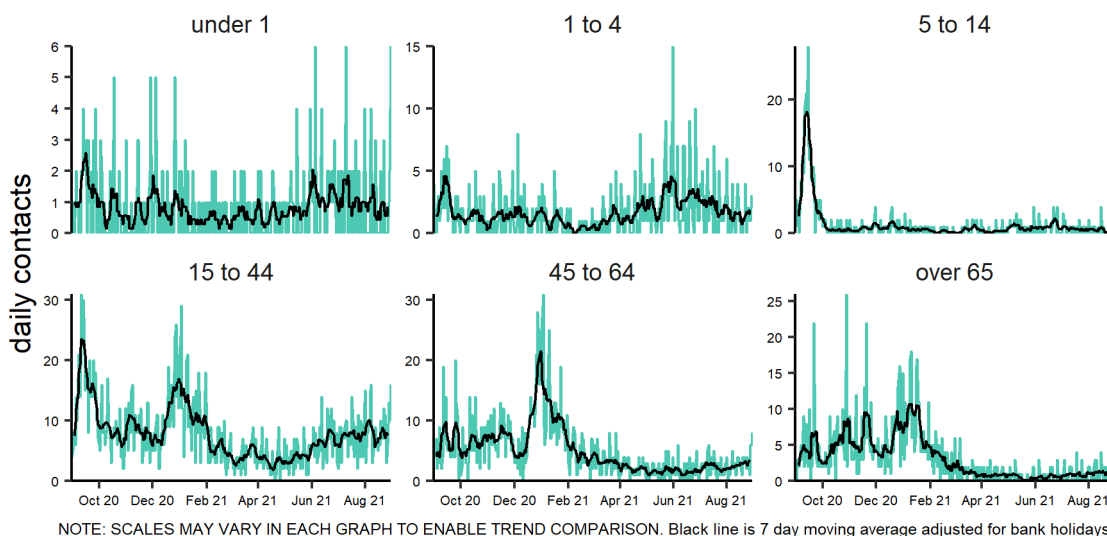 under 1
1 to 4
5 to 14
6
5
4
3
2
1
0
15
10
5
0
20
10
0
daily contacts
15 to 44
45 to 64
over 65
30
20
10
0
30
20
10
0
25
20
15
10
5
0
Oct 20 Dec 20 Feb 21 Apr 21 Jun 21 Aug 21
Oct 20 Dec 20 Feb 21 Apr 21 Jun 21 Aug 21
Oct 20 Dec 20 Feb 21 Apr 21 Jun 21 Aug 21
NOTE: SCALES MAY VARY IN EACH GRAPH TO ENABLE TREND COMPARISON. Black line is 7 day moving average adjusted for bank holidays